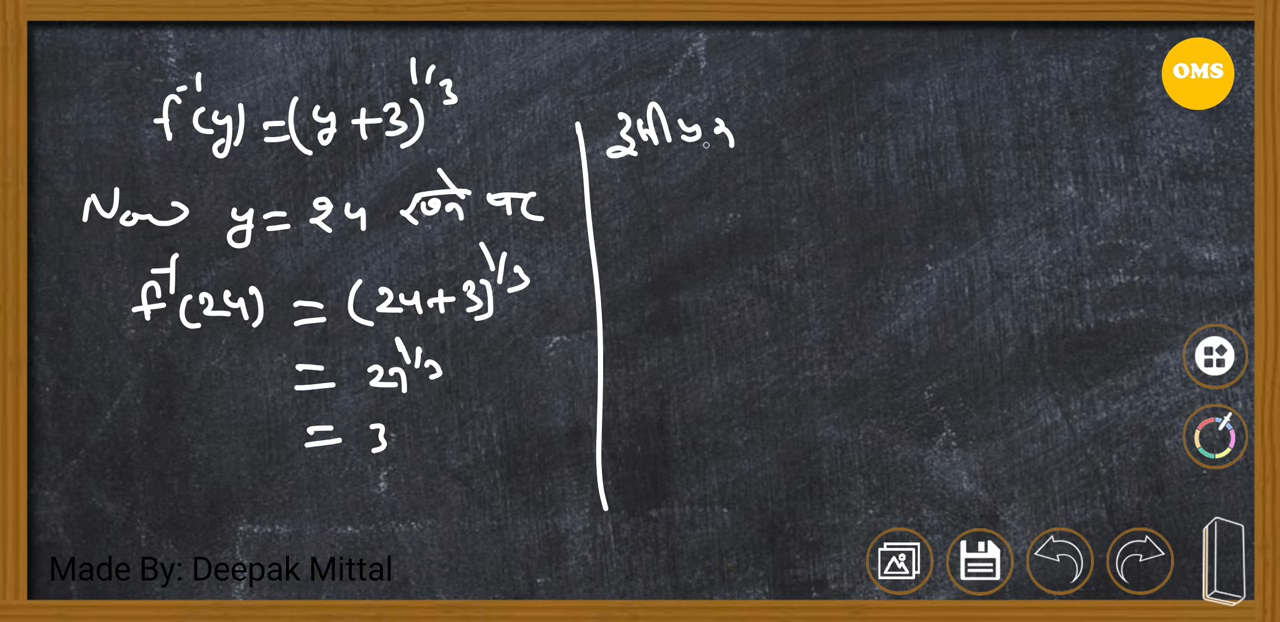 f⁻¹(y) = (y+3)^1/3
Now y = 24 रखने पर
f⁻¹(24) = (24+3)^1/3
= 27^1/3
= 3
OMS
Made By: Deepak Mittal